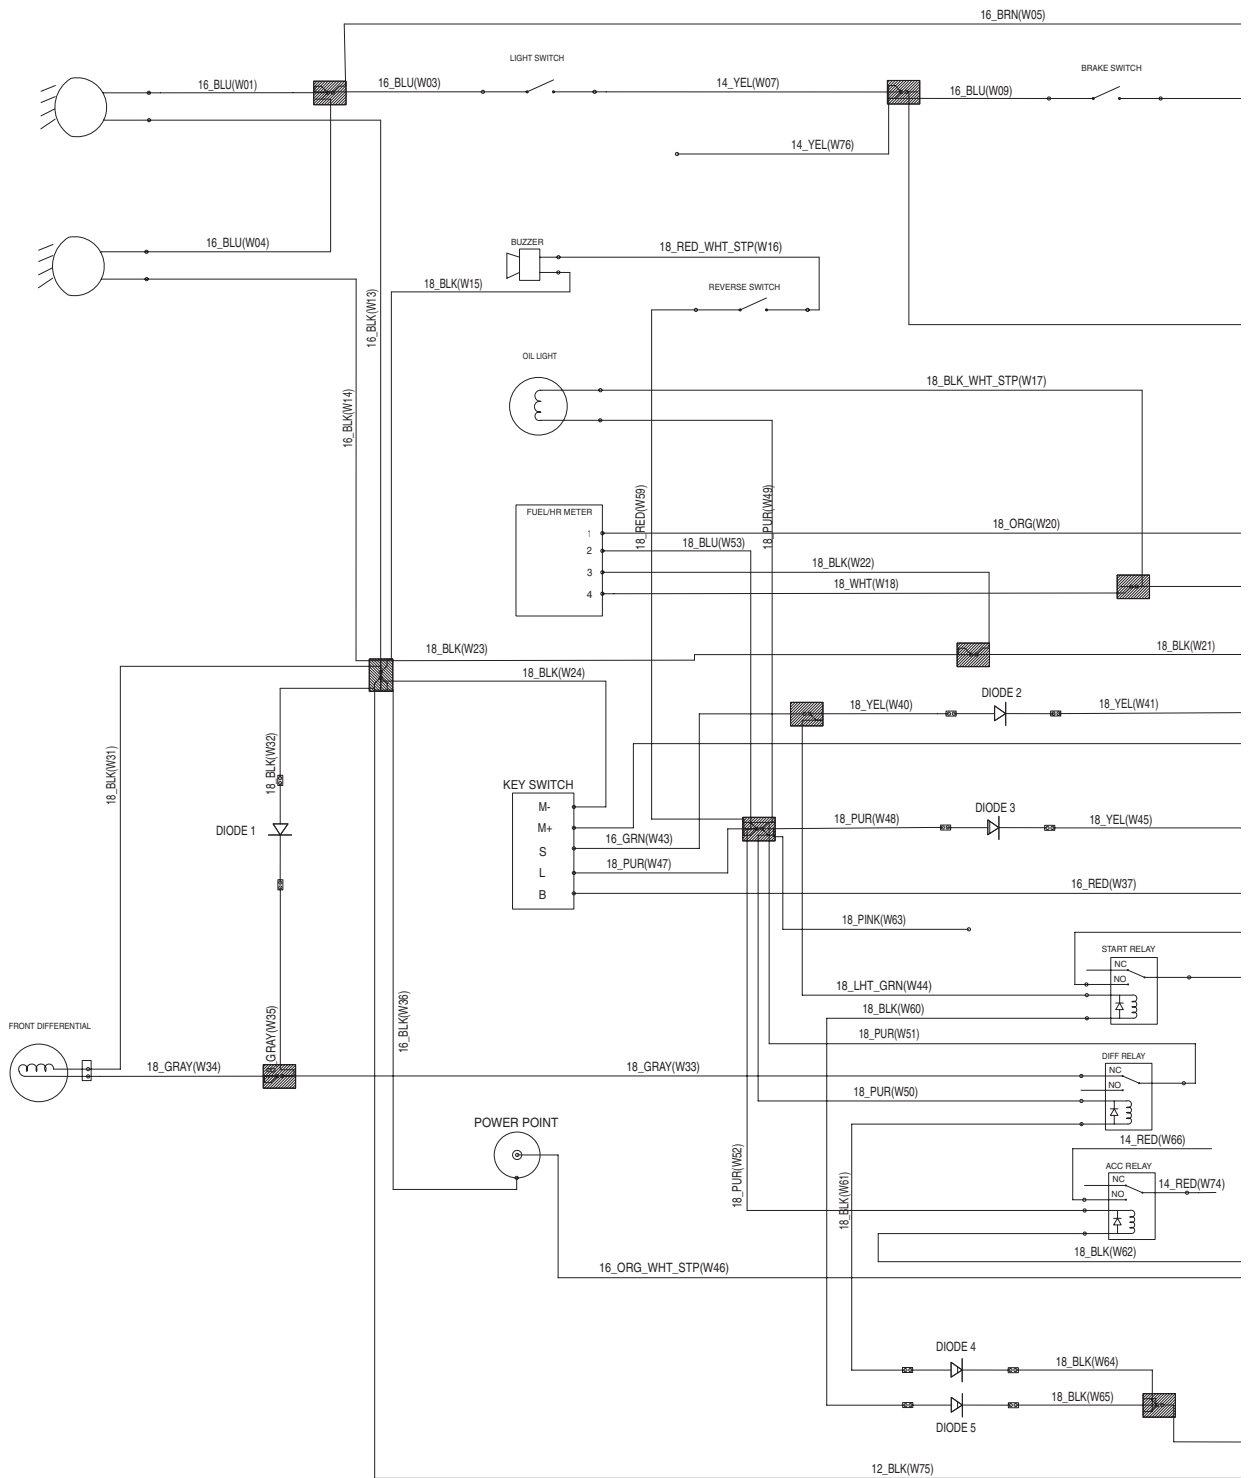 16_BRN(W05)
LIGHT SWITCH
BRAKE SWITCH
16_BLU(W01)
16_BLU(W03)
14_YEL(W07)
16_BLU(W09)
14_YEL(W76)
16_BLU(W04)
BUZZER
18_RED_WHT_STP(W16)
18_BLK(W15)
REVERSE SWITCH
16_BLK(W13)
OIL LIGHT
18_BLK_WHT_STP(W17)
16_BLK(W14)
18_RED(W59)
18_PUR(W49)
FUEL/HR METER
1
18_ORG(W20)
2
18_BLU(W53)
3
18_BLK(W22)
4
18_WHT(W18)
18_BLK(W23)
18_BLK(W21)
18_BLK(W24)
DIODE 2
18_YEL(W40)
18_YEL(W41)
18_BLK(W31)
18_BLK(W32)
KEY SWITCH
M-
DIODE 1
M+
DIODE 3
18_PUR(W48)
18_YEL(W45)
16_GRN(W43)
S
18_PUR(W47)
L
16_RED(W37)
B
18_PINK(W63)
START RELAY
NC
NO
18_LHT_GRN(W44)
18_BLK(W60)
18_PUR(W51)
16_BLK(W36)
18_GRAY(W35)
FRONT DIFFERENTIAL
DIFF RELAY
18_GRAY(W34)
18_GRAY(W33)
NC
NO
18_PUR(W50)
POWER POINT
14_RED(W66)
18_PUR(W52)
18_BLK(W61)
ACC RELAY
NC
NO
14_RED(W74)
18_BLK(W62)
16_ORG_WHT_STP(W46)
DIODE 4
18_BLK(W64)
18_BLK(W65)
DIODE 5
12_BLK(W75)